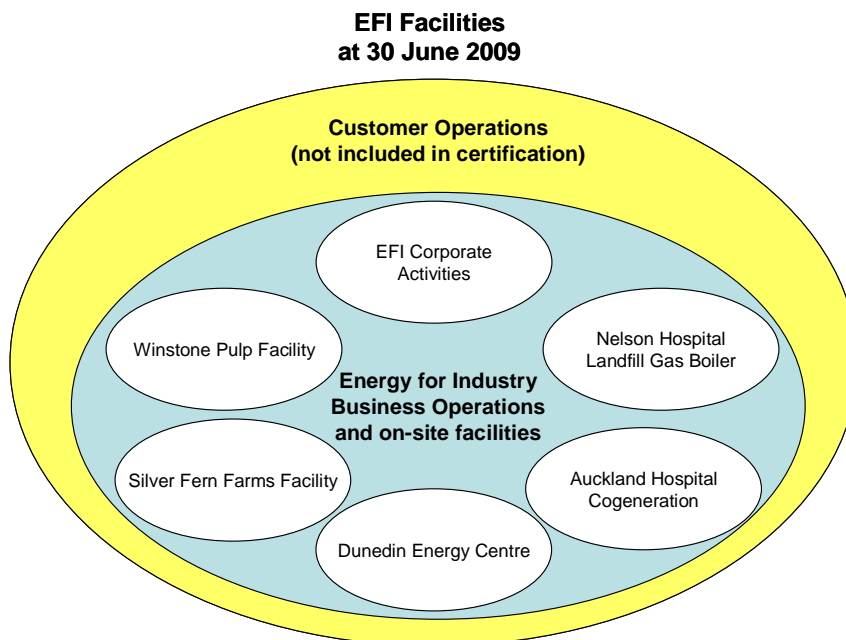 EFI Facilities
at 30 June 2009
Customer Operations
(not included in certification)
EFI Corporate
Activities
Winstone Pulp Facility
Nelson Hospital
Landfill Gas Boiler
Energy for Industry
Business Operations
and on-site facilities
Silver Fern Farms Facility
Auckland Hospital
Cogeneration
Dunedin Energy Centre